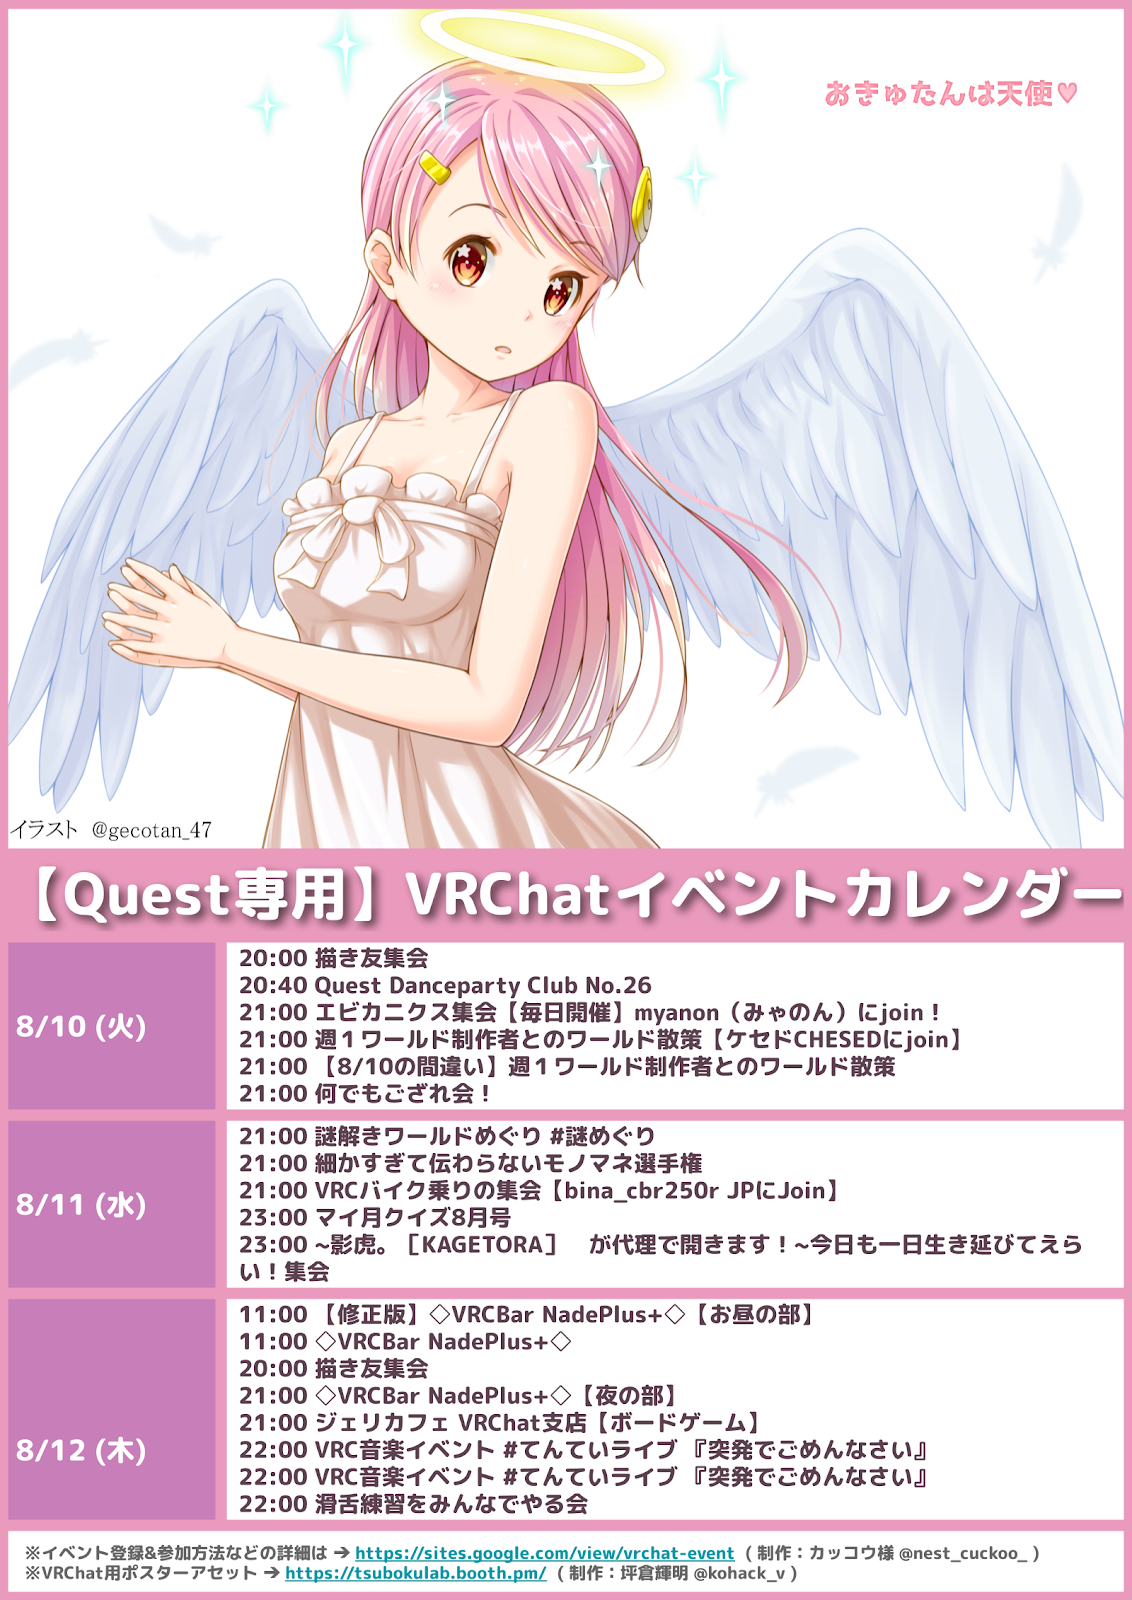 おきゅたんは天使♥
イラスト @gecotan_47
【Quest専用】VRChatイベントカレンダー
8/10 (火)
20:00 描き友集会
20:40 Quest Danceparty Club No.26
21:00 エビカニクス集会【毎日開催】myanon（みゃのん）にjoin！
21:00 週１ワールド制作者とのワールド散策【ケセドCHESEDにjoin】
21:00 【8/10の間違い】週１ワールド制作者とのワールド散策
21:00 何でもござれ会！
8/11 (水)
21:00 謎解きワールドめぐり #謎めぐり
21:00 細かすぎて伝わらないモノマネ選手権
21:00 VRCバイク乗りの集会【bina_cbr250r JPにJoin】
23:00 マイ月クイズ8月号
23:00 ~影虎。［KAGETORA］　が代理で開きます！~今日も一日生き延びてえら
い！集会
8/12 (木)
11:00 【修正版】◇VRCBar NadePlus+◇【お昼の部】
11:00 ◇VRCBar NadePlus+◇
20:00 描き友集会
21:00 ◇VRCBar NadePlus+◇【夜の部】
21:00 ジェリカフェ VRChat支店【ボードゲーム】
22:00 VRC音楽イベント #てんていライブ 『突発でごめんなさい』
22:00 VRC音楽イベント #てんていライブ 『突発でごめんなさい』
22:00 滑舌練習をみんなでやる会
※イベント登録&参加方法などの詳細は → https://sites.google.com/view/vrchat-event （制作：カッコウ様 @nest_cuckoo_ ）
※VRChat用ポスターアセット → https://tsubokulab.booth.pm/ （制作：坪倉輝明 @kohack_v ）